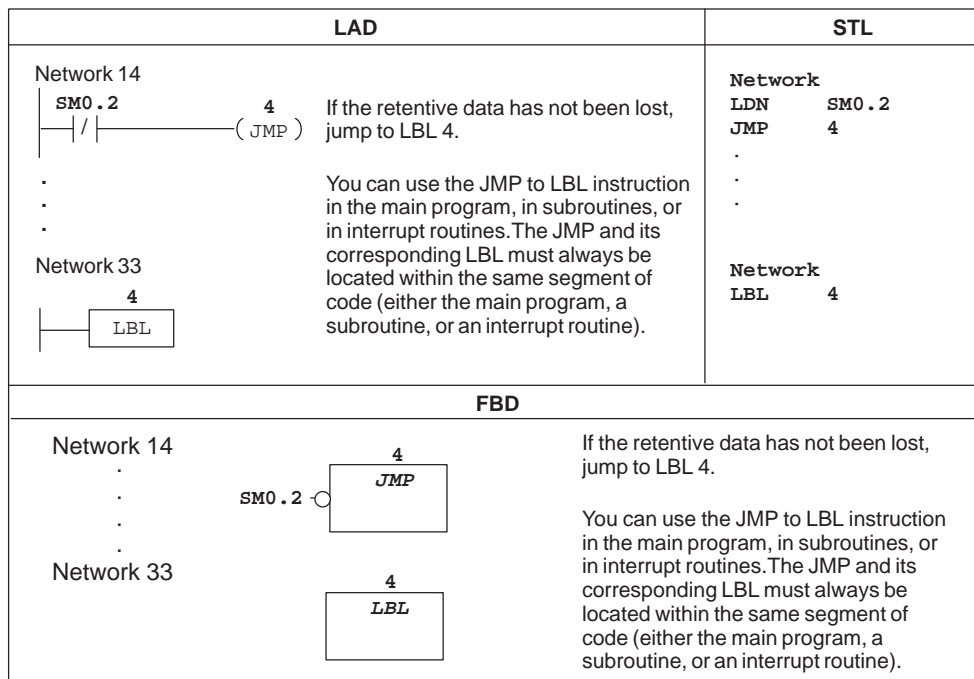 LAD
STL
Network 14
SM0.2
4
/
( JMP )
If the retentive data has not been lost,
jump to LBL 4.
You can use the JMP to LBL instruction
in the main program, in subroutines, or
in interrupt routines.The JMP and its
corresponding LBL must always be
located within the same segment of
code (either the main program, a
subroutine, or an interrupt routine).
.
.
.
Network 33
4
LBL
Network
LDN SM0.2
JMP 4
.
.
.
Network
LBL 4
FBD
Network 14
.
.
.
.
Network 33
4
JMP
SM0.2
4
LBL
If the retentive data has not been lost,
jump to LBL 4.
You can use the JMP to LBL instruction
in the main program, in subroutines, or
in interrupt routines.The JMP and its
corresponding LBL must always be
located within the same segment of
code (either the main program, a
subroutine, or an interrupt routine).